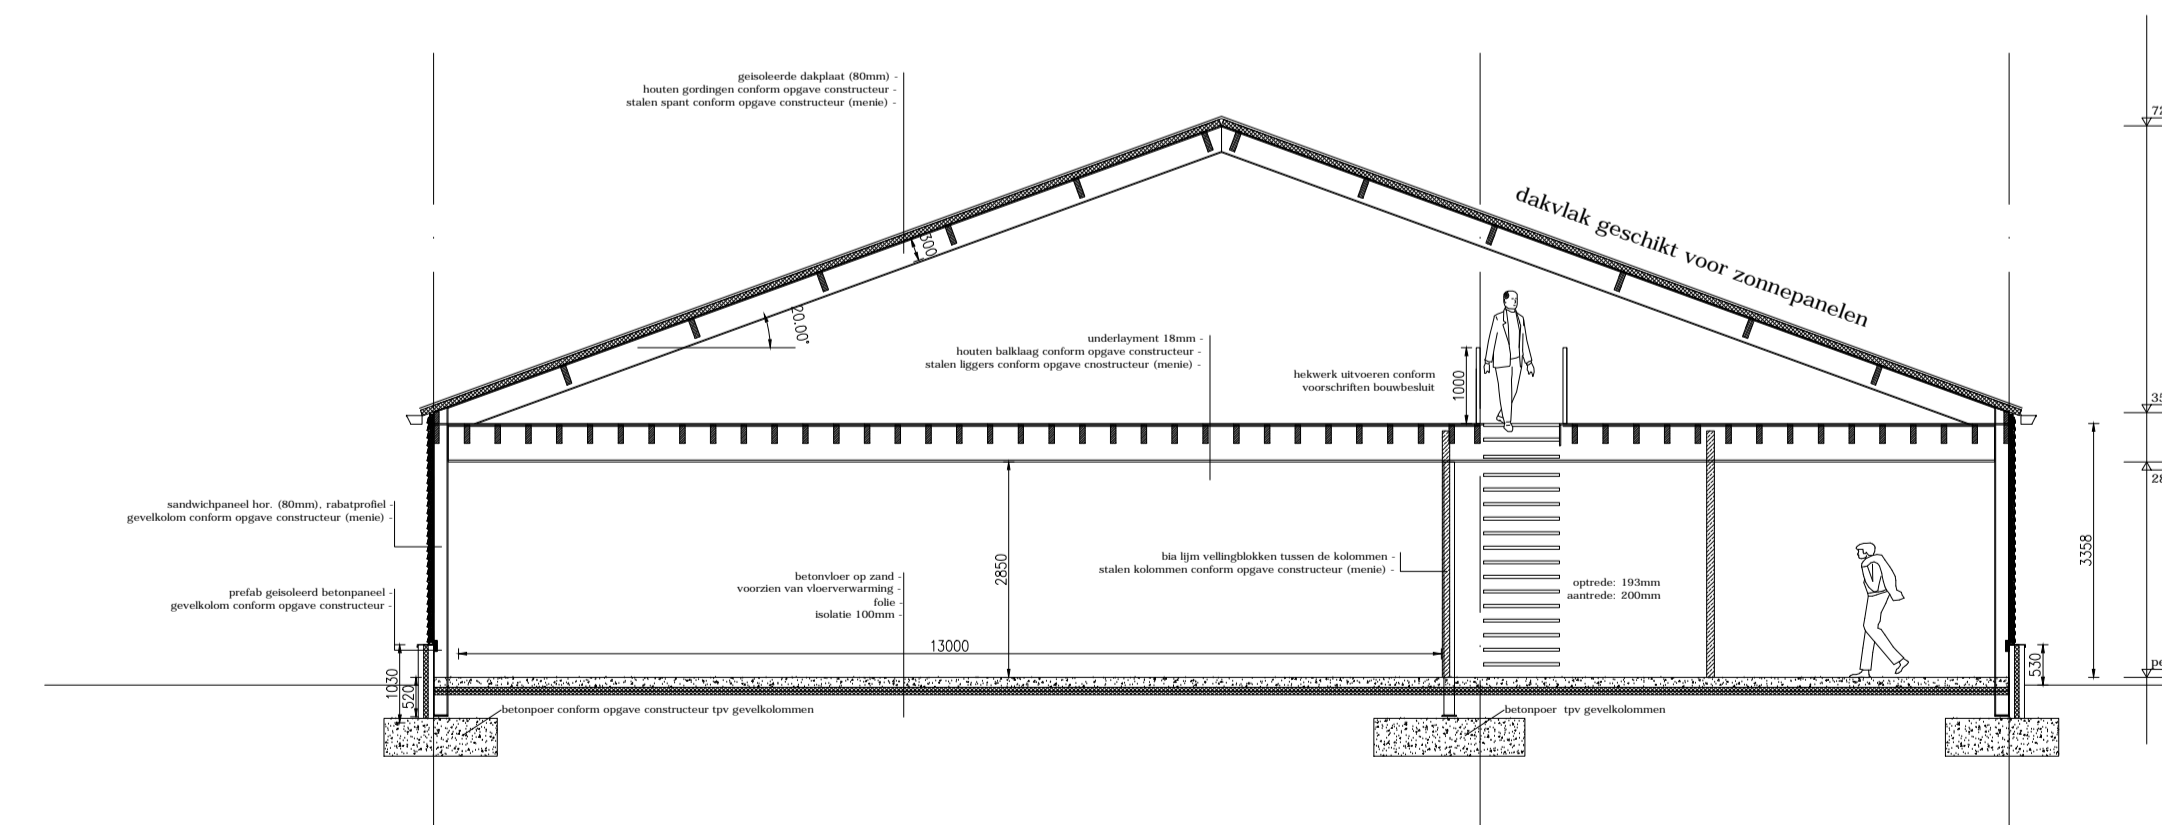 geisoleerde dakplaat (80mm) -
houten gordingen conform opgave constructeur -
stalen spant conform opgave constructeur (menie) -
dakvlak geschikt voor zonnepanelen
300
20.00°
underlayment 18mm -
houten balklaag conform opgave constructeur -
stalen liggers conform opgave cnostructeur (menie) -
hekwerk uitvoeren conform
voorschriften bouwbesluit
1000
sandwichpaneel hor. (80mm), rabatprofiel -
gevelkolom conform opgave constructeur (menie) -
prefab geisoleerd betonpaneel -
gevelkolom conform opgave constructeur -
betonvloer op zand -
voorzien van vloerverwarming -
folie -
isolatie 100mm -
2850
13000
bia lijm vellingblokken tussen de kolommen -
stalen kolommen conform opgave constructeur (menie) -
optrede: 193mm
aantrede: 200mm
3358
530
1030
520
betonpoer conform opgave constructeur tpv gevelkolommen
betonpoer tpv gevelkolommen